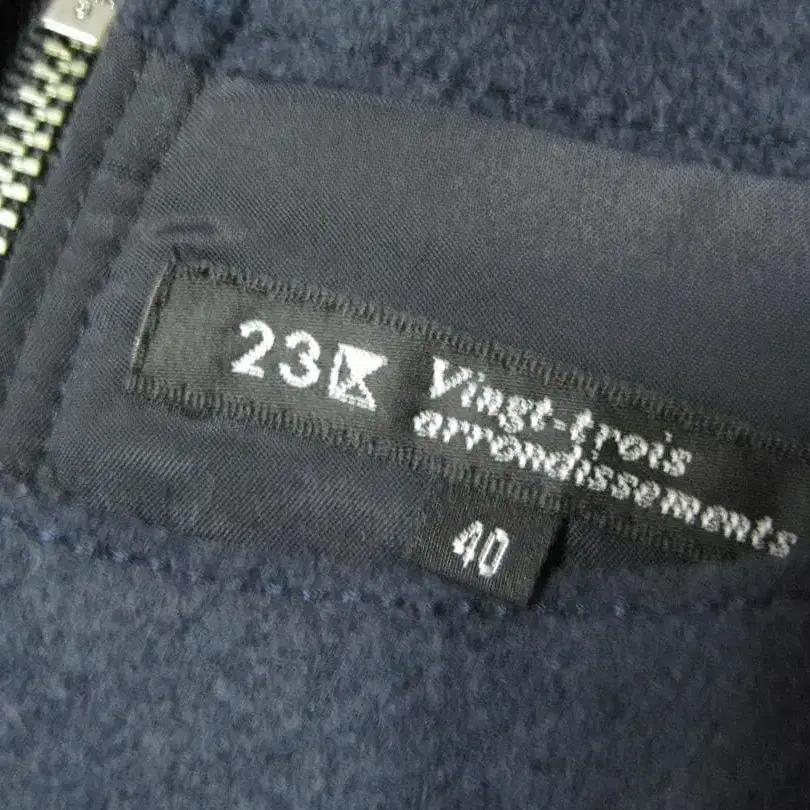 23区 Vingt-trois
arrondissements
40